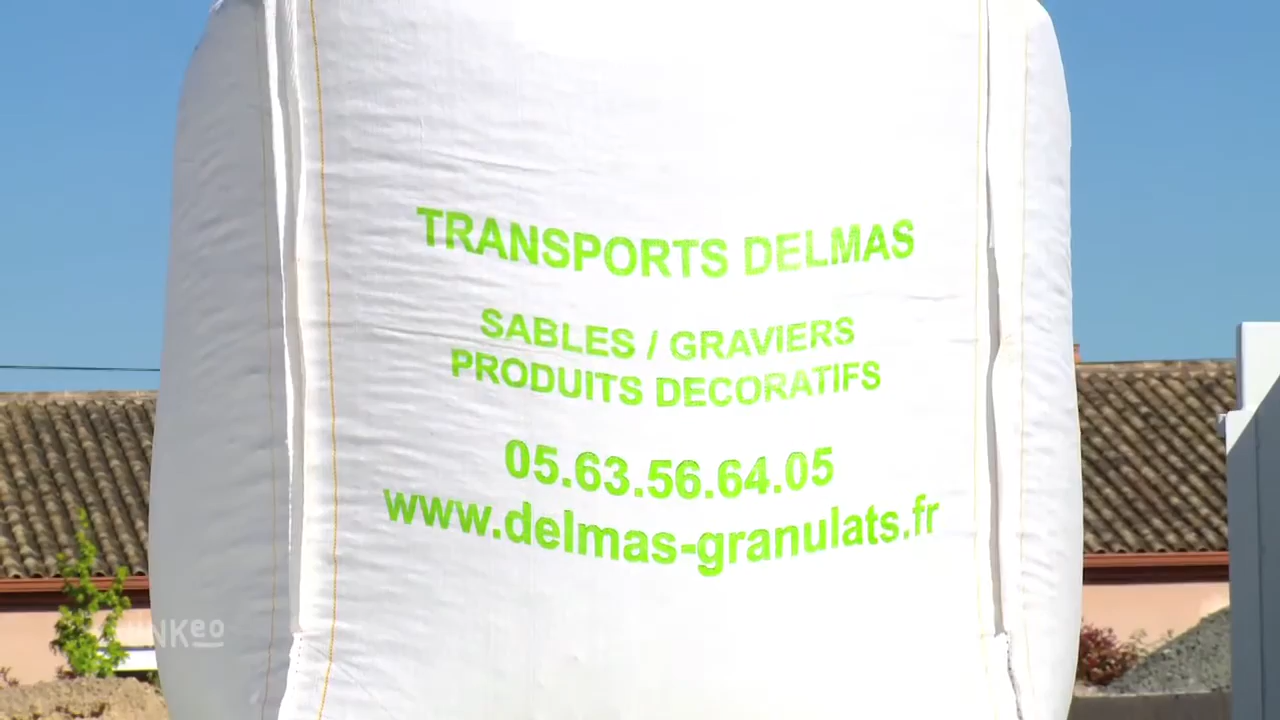 TRANSPORTS DELMAS
SABLES / GRAVIERS
PRODUITS DECORATIFS
05.63.56.64.05
www.delmas-granulats.fr